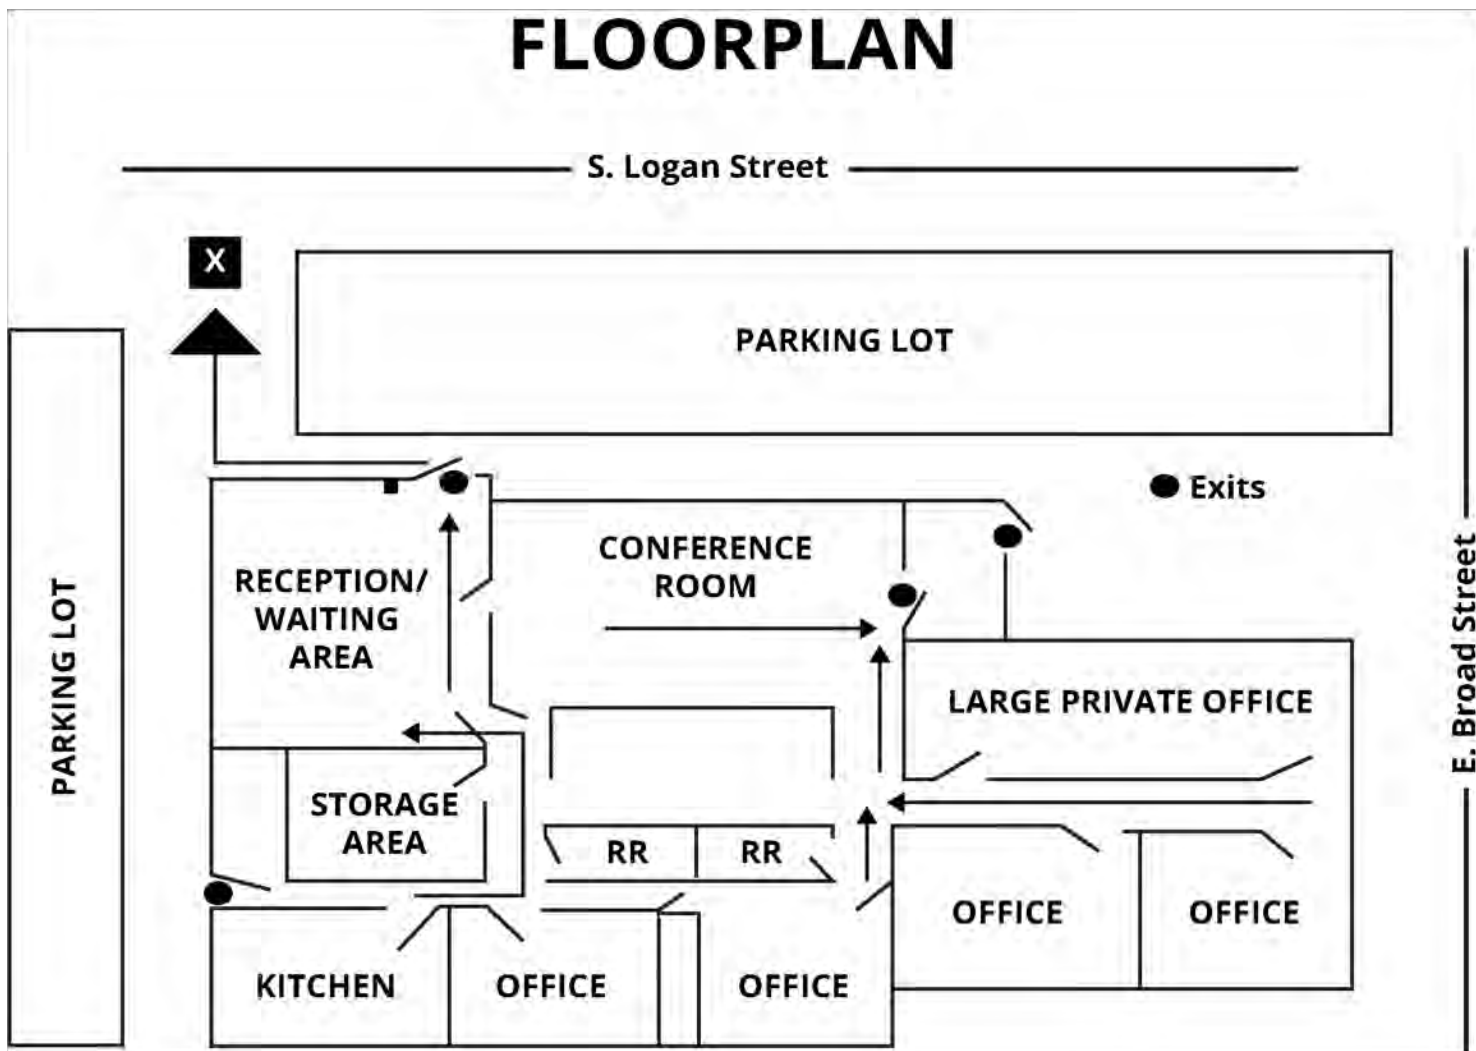 FLOORPLAN
S. Logan Street
X
PARKING LOT
Exits
CONFERENCE
ROOM
RECEPTION/
WAITING
AREA
PARKING LOT
E. Broad Street
LARGE PRIVATE OFFICE
STORAGE
AREA
RR
RR
OFFICE
OFFICE
KITCHEN
OFFICE
OFFICE